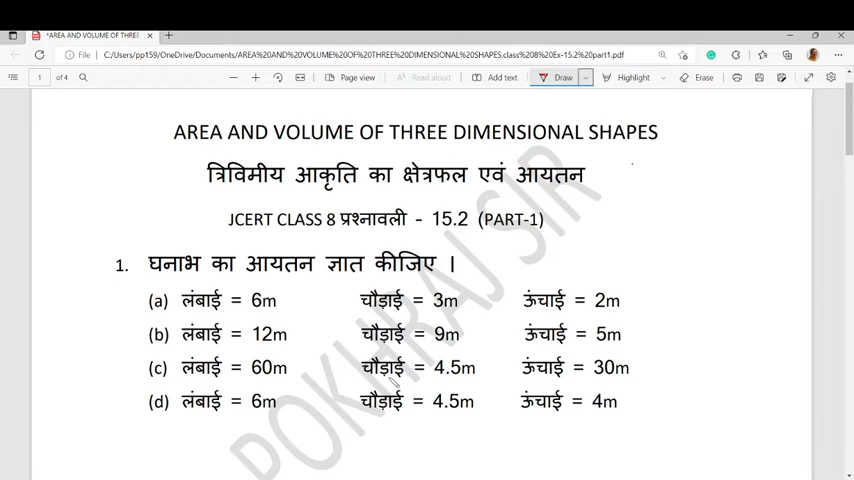 *AREA AND VOLUME OF THREE
File C:/Users/pp159/OneDrive/Documents/AREA%20AND%20VOLUME%20OF%20THREE%20DIMENSIONAL%20SHAPES,class%208%20Ex-15.2%20part1.pdf
1 of 4 Page view Read aloud Add text Draw Highlight Erase
AREA AND VOLUME OF THREE DIMENSIONAL SHAPES
त्रिविमीय आकृति का क्षेत्रफल एवं आयतन
JCERT CLASS 8 प्रश्नावली - 15.2 (PART-1)
1. घनाभ का आयतन ज्ञात कीजिए ।
(a) लंबाई = 6m चौड़ाई = 3m ऊंचाई = 2m
(b) लंबाई = 12m चौड़ाई = 9m ऊंचाई = 5m
(c) लंबाई = 60m चौड़ाई = 4.5m ऊंचाई = 30m
(d) लंबाई = 6m चौड़ाई = 4.5m ऊंचाई = 4m
POKHRAJ SIR